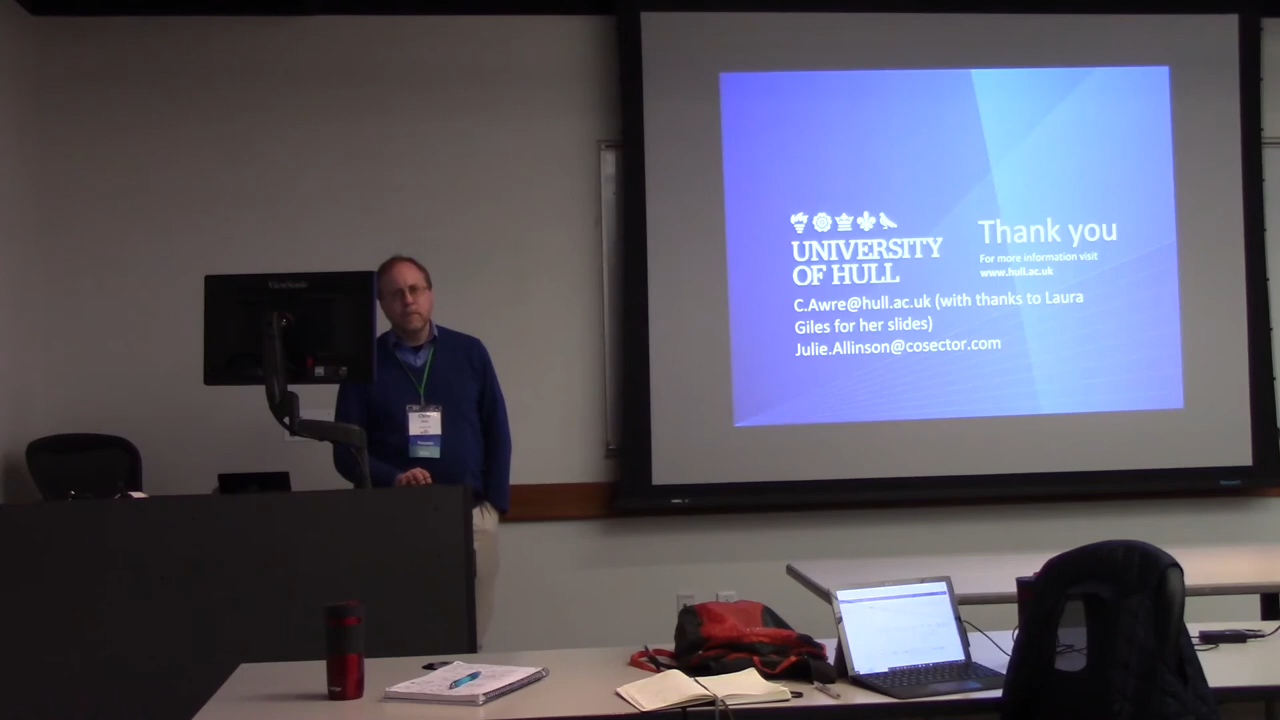 ViewSonic
UNIVERSITY
OF HULL
Thank you
For more information visit
www.hull.ac.uk
C.Awre@hull.ac.uk (with thanks to Laura
Giles for her slides)
Julie.Allinson@cosector.com